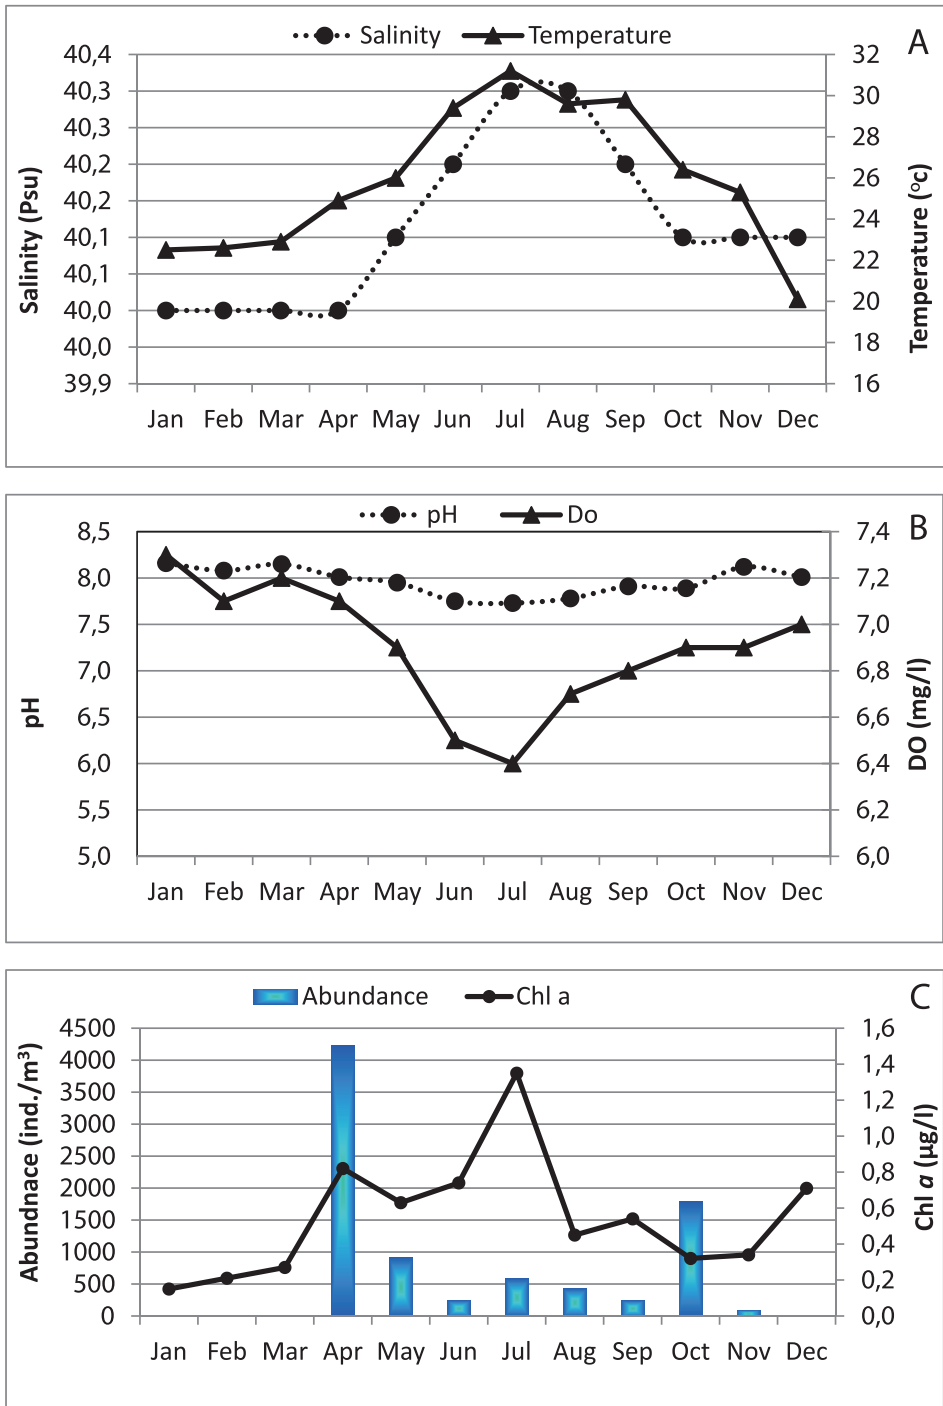 Salinity Temperature A
40,4 32
40,3 30
40,3 28
40,2 26
40,2 24
40,1 22
40,1 20
40,0 18
40,0 16
39,9
Salinity (Psu)
Temperature (ºc)
Jan Feb Mar Apr May Jun Jul Aug Sep Oct Nov Dec
pH Do B
8,5 7,4
8,0 7,2
7,5 7,0
7,0 6,8
6,5 6,6
6,0 6,4
5,5 6,2
5,0 6,0
pH
DO (mg/l)
Jan Feb Mar Apr May Jun Jul Aug Sep Oct Nov Dec
Abundance Chl a C
4500 1,6
4000 1,4
3500 1,2
3000 1,0
2500 0,8
2000 0,6
1500 0,4
1000 0,2
500 0,0
0
Abundnace (ind./m³)
Chl a (µg/l)
Jan Feb Mar Apr May Jun Jul Aug Sep Oct Nov Dec